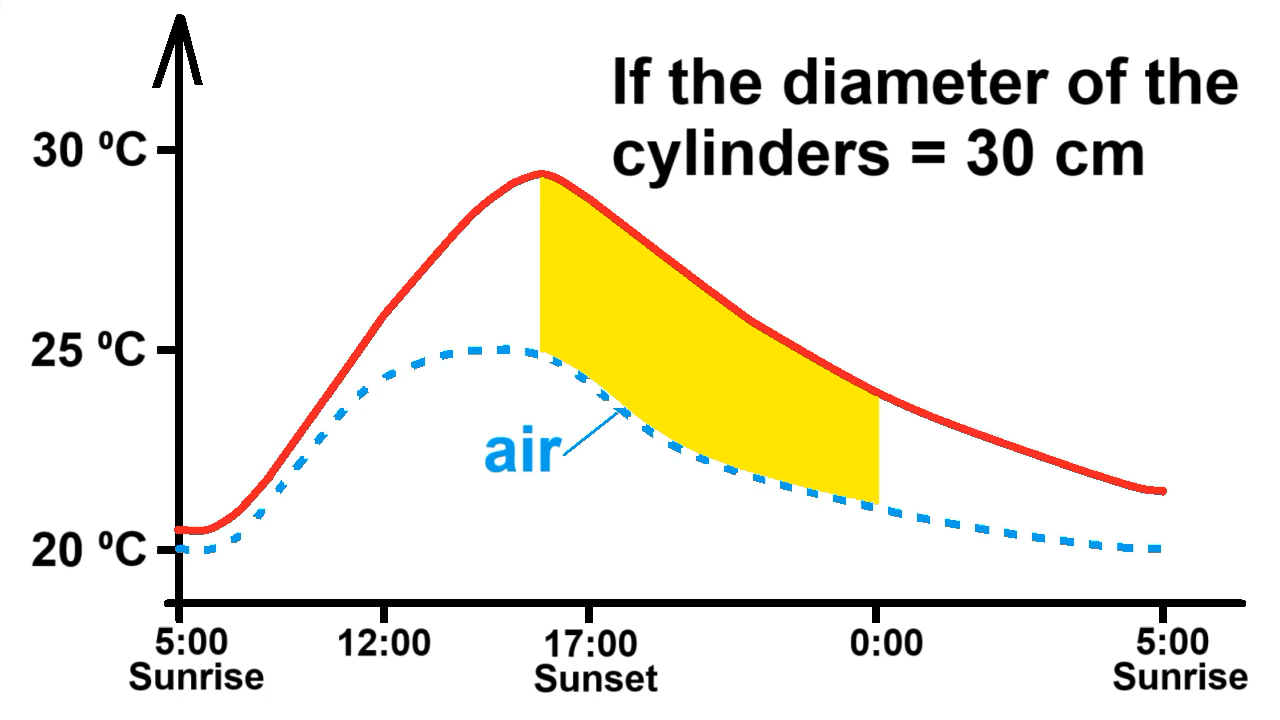 If the diameter of the
cylinders = 30 cm
30 ºC
25 ºC
air
20 ºC
5:00 12:00 17:00 0:00 5:00
Sunrise Sunset Sunrise